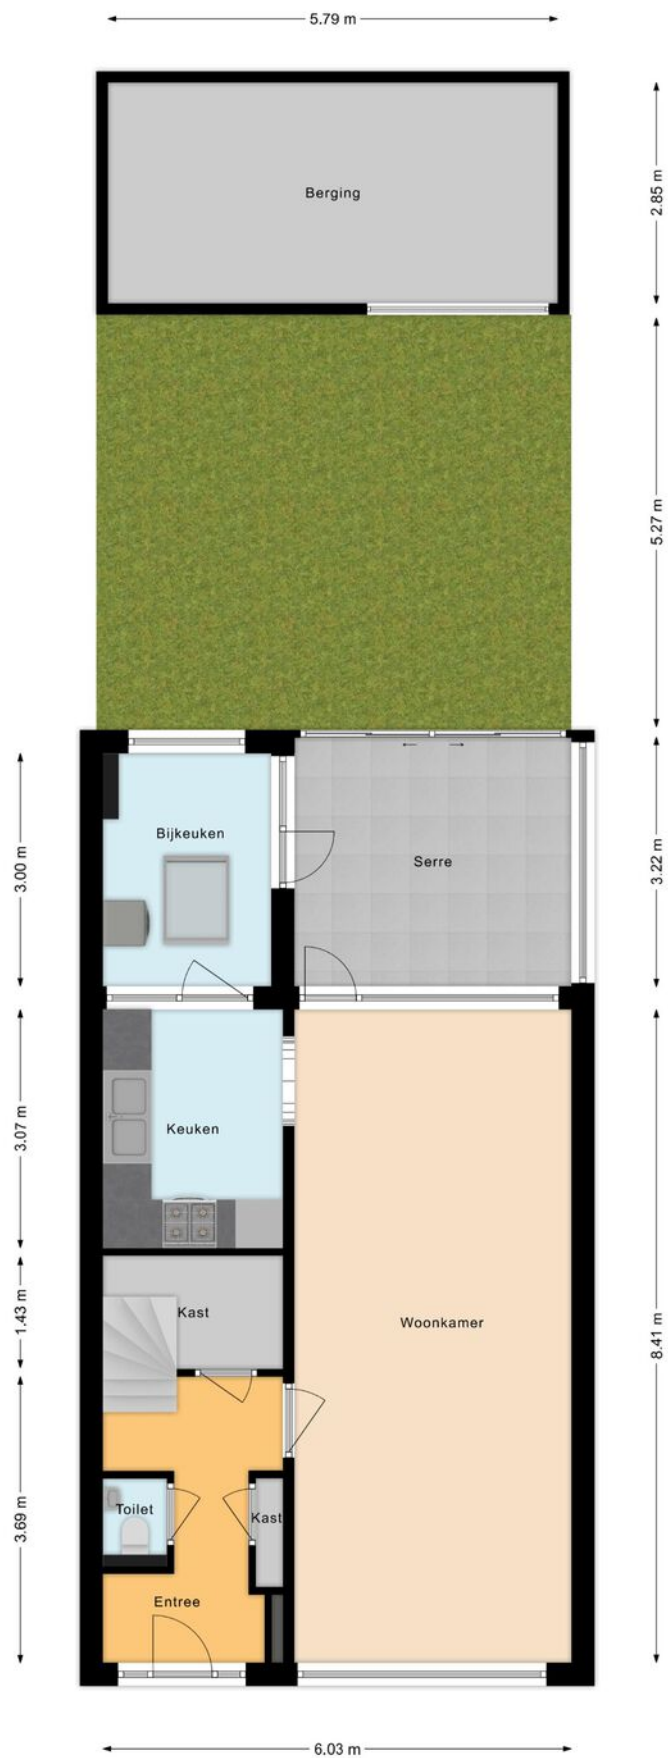 5.79 m
Berging
2.85 m
5.27 m
Bijkeuken
Serre
3.00 m
3.22 m
Keuken
3.07 m
Kast
1.43 m
Woonkamer
8.41 m
Toilet
Kast
3.69 m
Entree
6.03 m